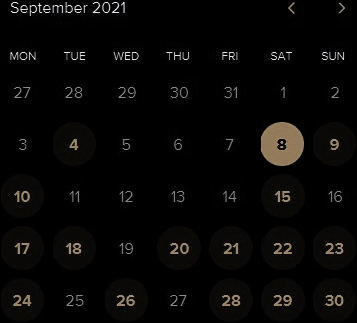 September 2021
MON TUE WED THU FRI SAT SUN
27 28 29 30 31 1 2
3 4 5 6 7 8 9
10 11 12 13 14 15 16
17 18 19 20 21 22 23
24 25 26 27 28 29 30